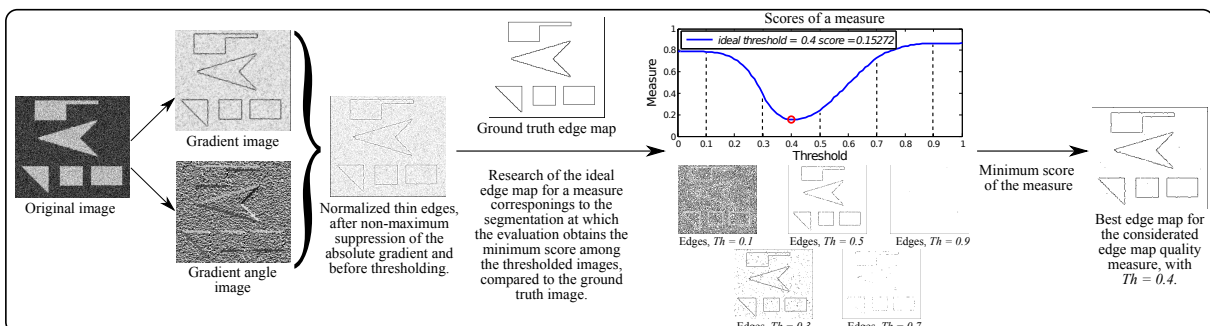 Original image
Gradient image
Gradient angle
image
Normalized thin edges,
after non-maximum
suppression of the
absolute gradient and
before thresholding.
Ground truth edge map
Research of the ideal
edge map for a measure
corresponings to the
segmentation at which
the evaluation obtains the
minimum score among
the thresholded images,
compared to the ground
truth image.
Scores of a measure
ideal threshold = 0.4 score =0.15272
Measure
1
0.8
0.6
0.4
0.2
0
0 0.1 0.2 0.3 0.4 0.5 0.6 0.7 0.8 0.9 1
Threshold
Edges, Th = 0.1
Edges, Th = 0.5
Edges, Th = 0.9
Edges, Th = 0.3
Edges, Th = 0.7
Minimum score
of the measure
Best edge map for
the considerated
edge map quality
measure, with
Th = 0.4.